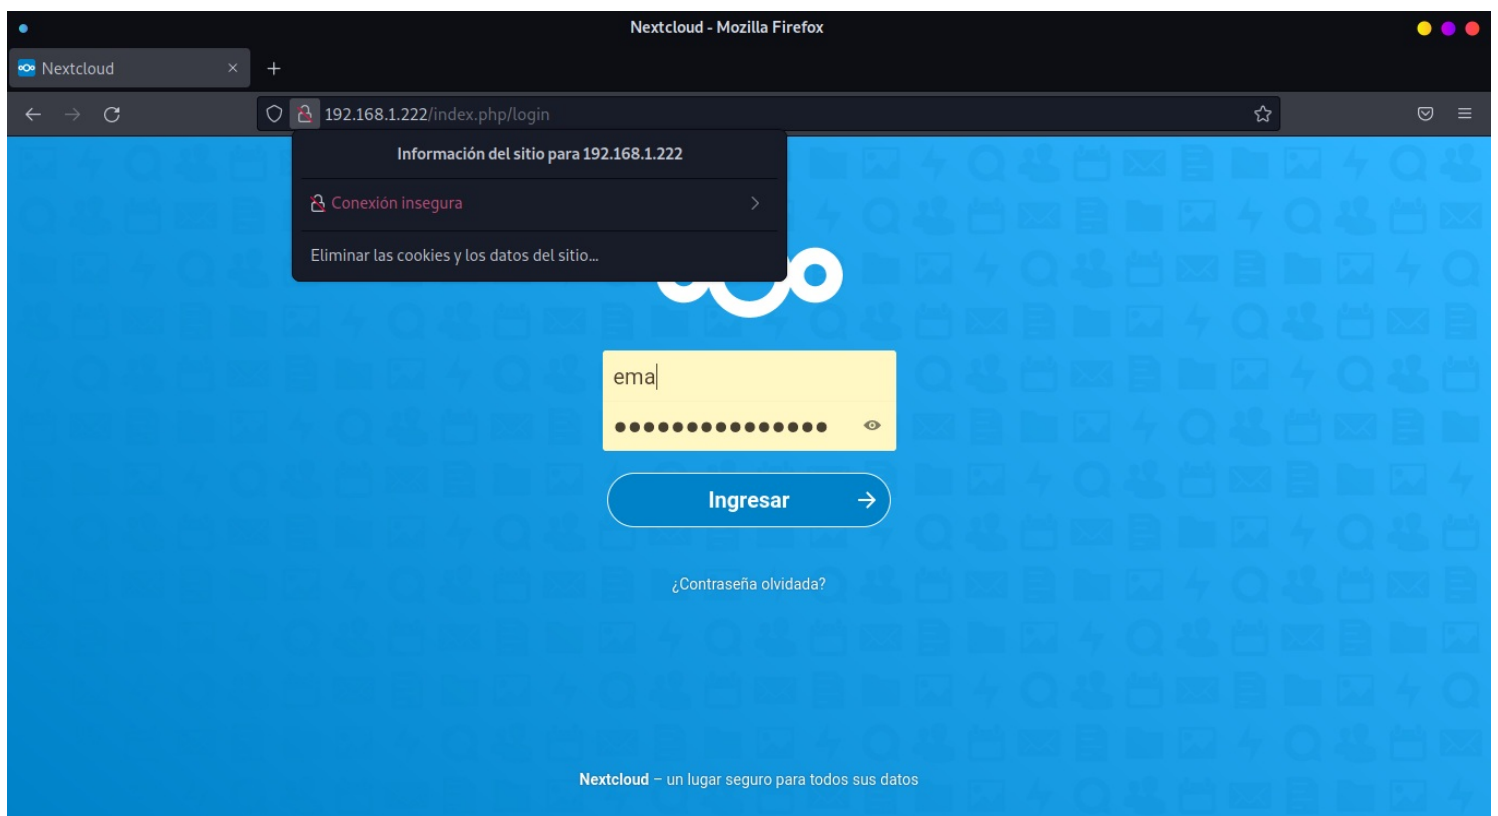 Nextcloud - Mozilla Firefox
Nextcloud
192.168.1.222/index.php/login
Información del sitio para 192.168.1.222
Conexión insegura
Eliminar las cookies y los datos del sitio...
ema
Ingresar
¿Contraseña olvidada?
Nextcloud – un lugar seguro para todos sus datos